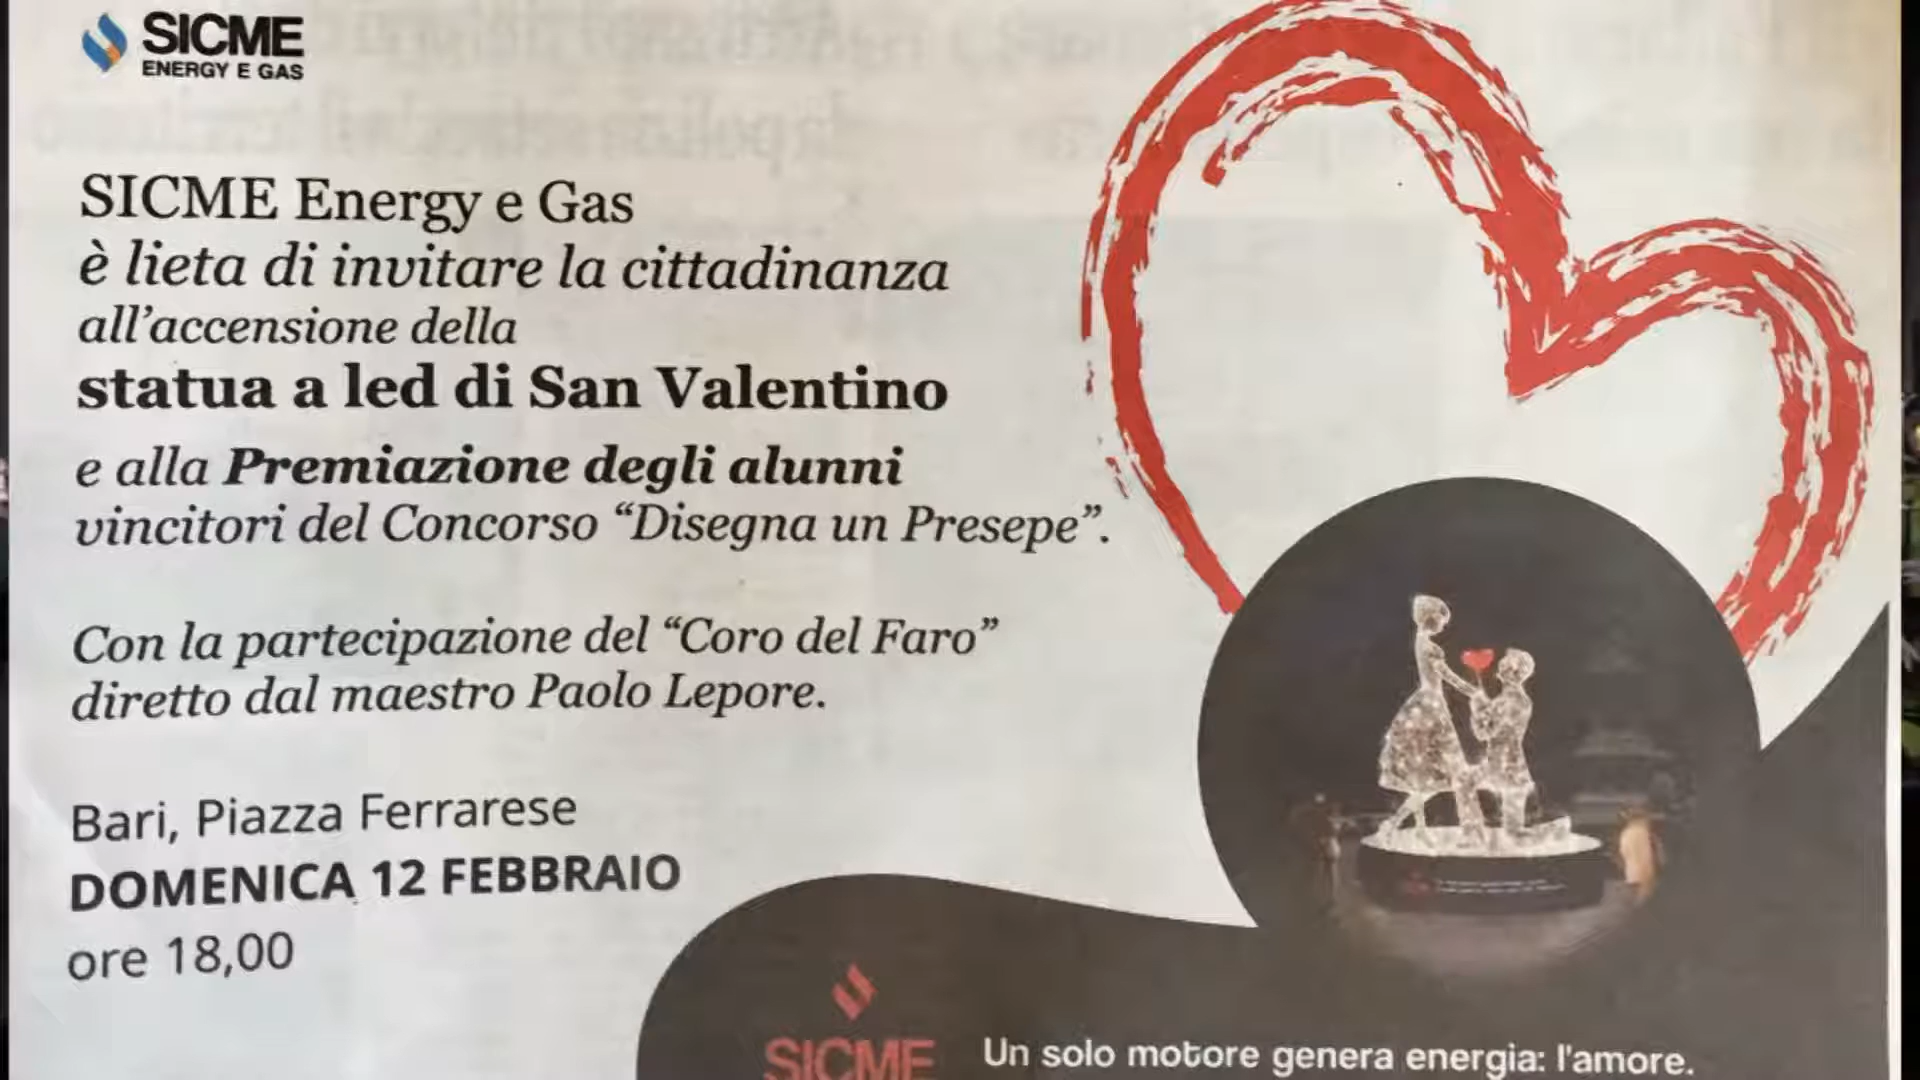 SICME
ENERGY E GAS
SICME Energy e Gas
è lieta di invitare la cittadinanza
all'accensione della
statua a led di San Valentino
e alla Premiazione degli alunni
vincitori del Concorso “Disegna un Presepe”.
Con la partecipazione del “Coro del Faro”
diretto dal maestro Paolo Lepore.
Bari, Piazza Ferrarese
DOMENICA 12 FEBBRAIO
ore 18,00
SICME
Un solo motore genera energia: l'amore.